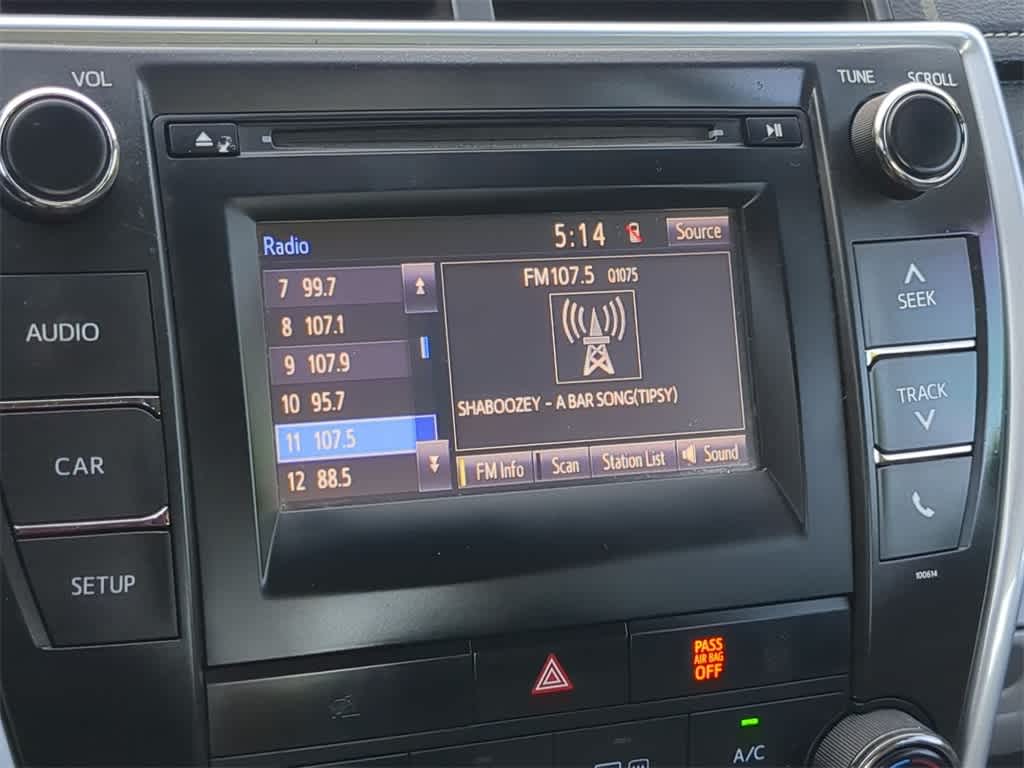 VOL
TUNE SCROLL
Radio
5:14
Source
7 99.7
8 107.1
9 107.9
10 95.7
11 107.5
12 88.5
FM107.5 Q1075
SHABOOZEY - A BAR SONG(TIPSY)
FM Info
Scan
Station List
Sound
AUDIO
CAR
SETUP
SEEK
TRACK
100614
PASS
AIR BAG
OFF
A/C